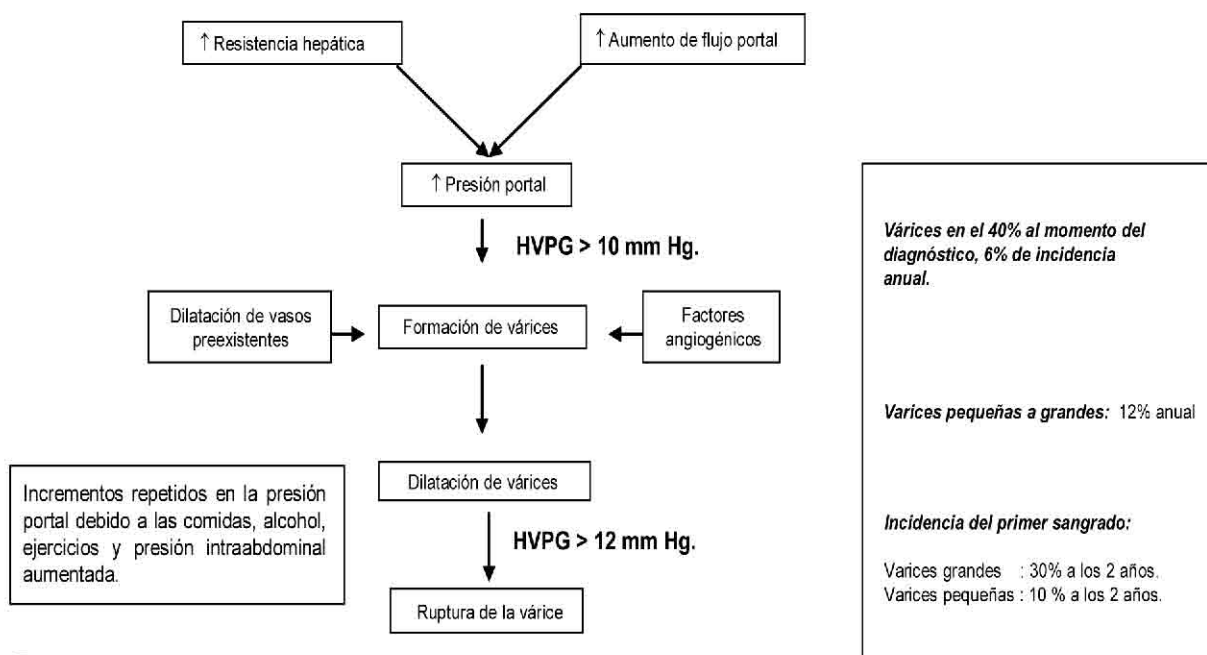 ↑ Resistencia hepática
↑ Aumento de flujo portal
↑ Presión portal
HVPG > 10 mm Hg.
Dilatación de vasos
preexistentes
Formación de várices
Factores
angiogénicos
Dilatación de várices
Incrementos repetidos en la presión
portal debido a las comidas, alcohol,
ejercicios y presión intraabdominal
aumentada.
HVPG > 12 mm Hg.
Ruptura de la várice
Várices en el 40% al momento del
diagnóstico, 6% de incidencia
anual.
Varices pequeñas a grandes: 12% anual
Incidencia del primer sangrado:
Varices grandes : 30% a los 2 años.
Varices pequeñas : 10 % a los 2 años.